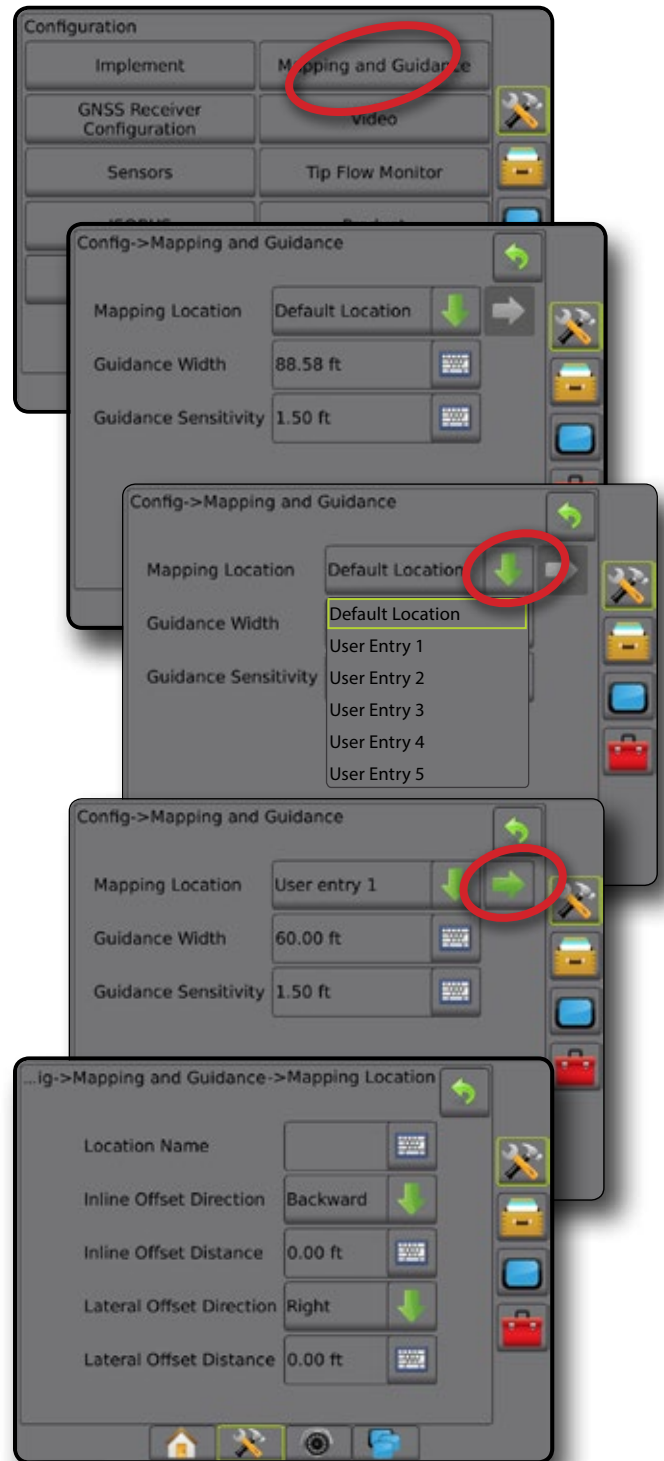 Configuration
Implement
Mapping and Guidance
GNSS Receiver
Configuration
Video
Sensors
Tip Flow Monitor
Config->Mapping and Guidance
Mapping Location
Default Location
Guidance Width
88.58 ft
Guidance Sensitivity
1.50 ft
Config->Mapping and Guidance
Mapping Location
Default Location
Guidance Width
Guidance Sensitivity
Default Location
User Entry 1
User Entry 2
User Entry 3
User Entry 4
User Entry 5
Config->Mapping and Guidance
Mapping Location
User entry 1
Guidance Width
60.00 ft
Guidance Sensitivity
1.50 ft
...ig->Mapping and Guidance->Mapping Location
Location Name
Inline Offset Direction
Backward
Inline Offset Distance
0.00 ft
Lateral Offset Direction
Right
Lateral Offset Distance
0.00 ft